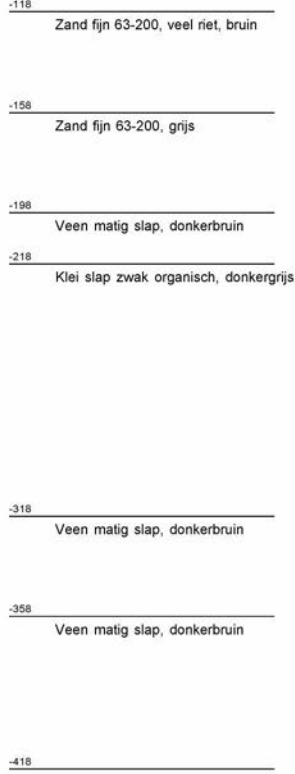 -118
Zand fijn 63-200, veel riet, bruin
-158
Zand fijn 63-200, grijs
-198
Veen matig slap, donkerbruin
-218
Klei slap zwak organisch, donkergrijs
-318
Veen matig slap, donkerbruin
-358
Veen matig slap, donkerbruin
-418